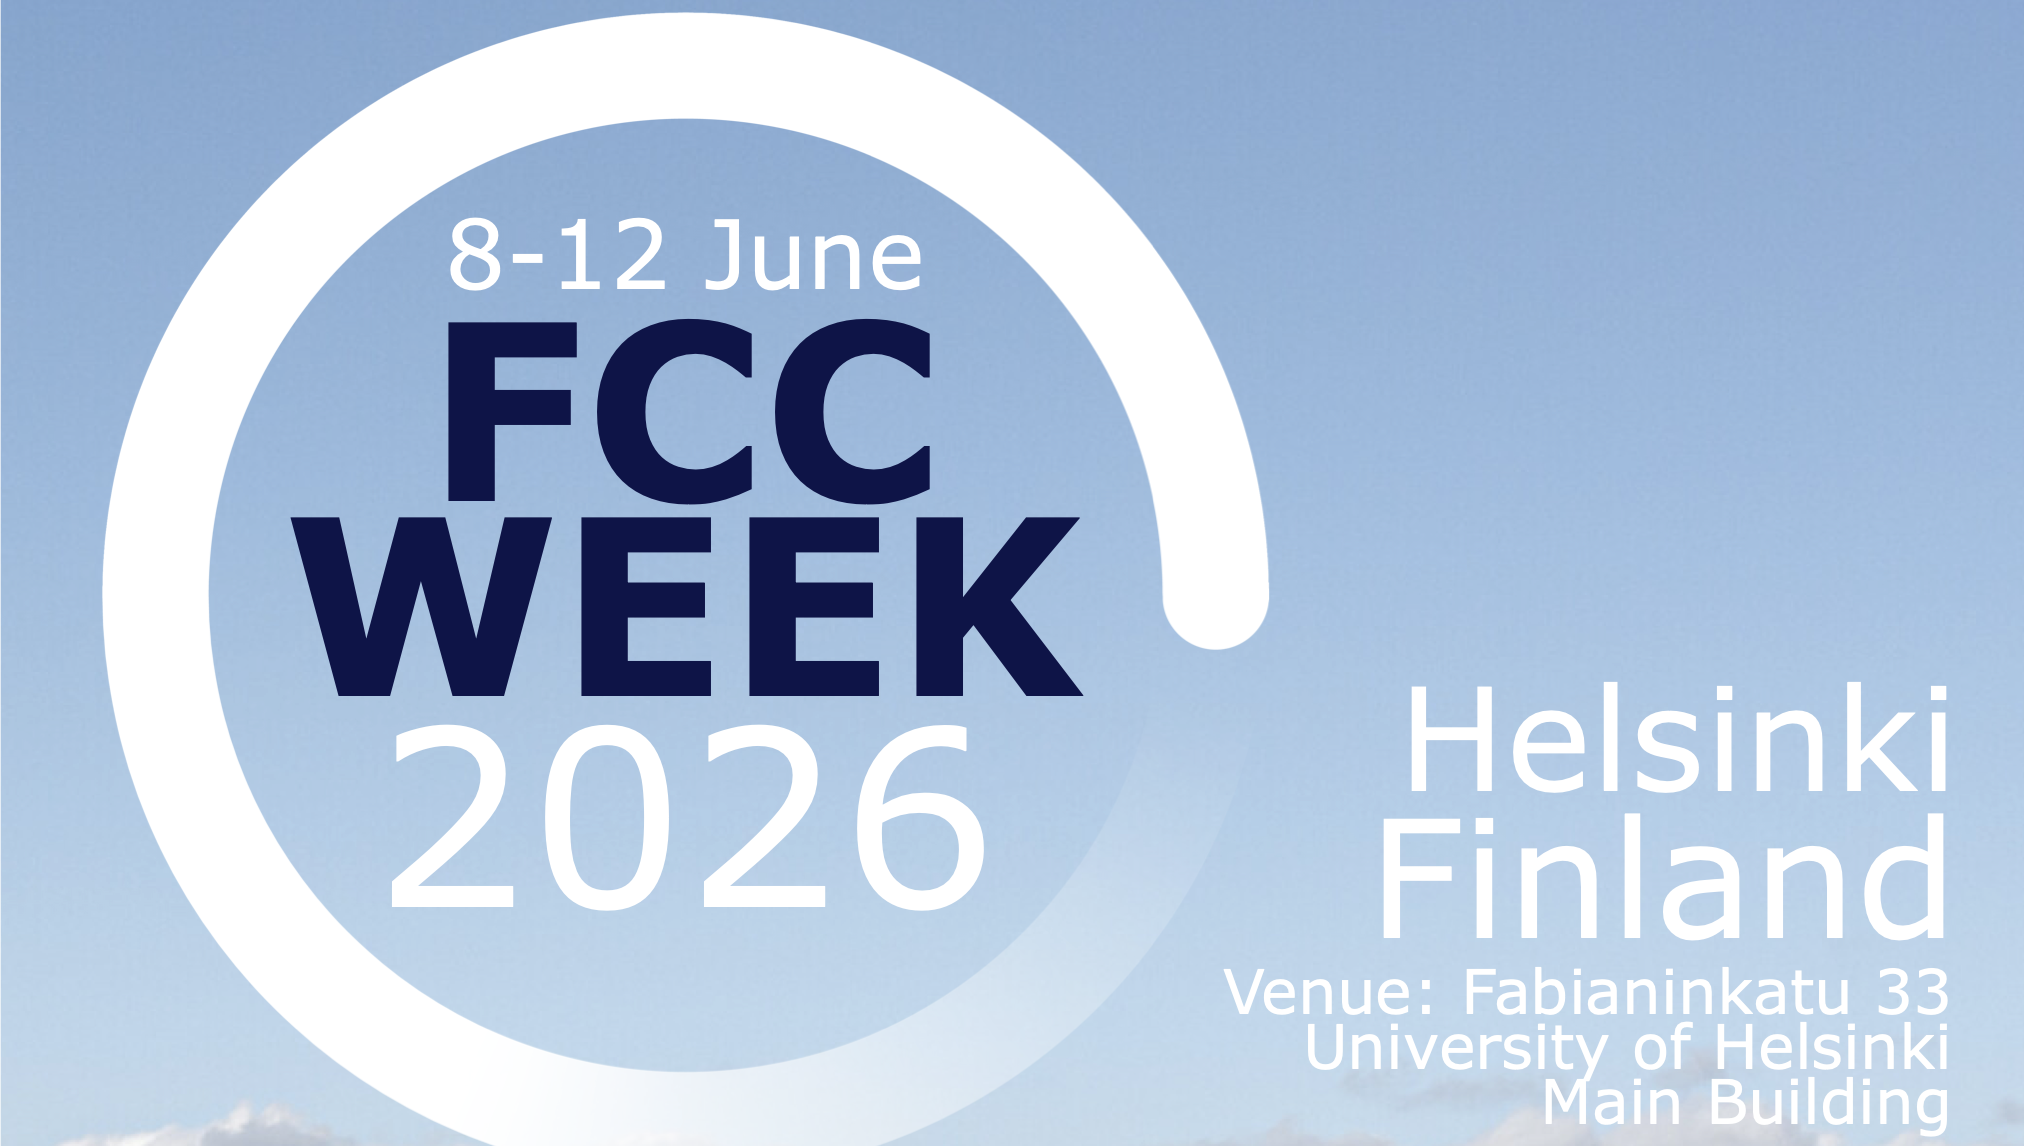 8-12 June
FCC
WEEK
2026
Helsinki
Finland
Venue: Fabianinkatu 33
University of Helsinki
Main Building